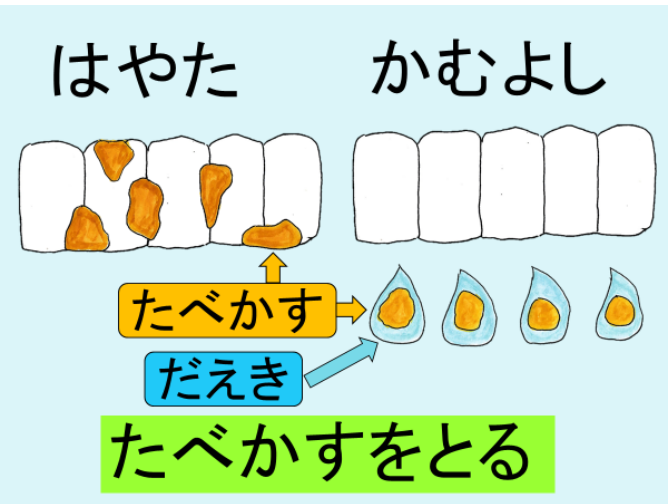 はやた
かむよし
たべかす
だえき
たべかすをとる